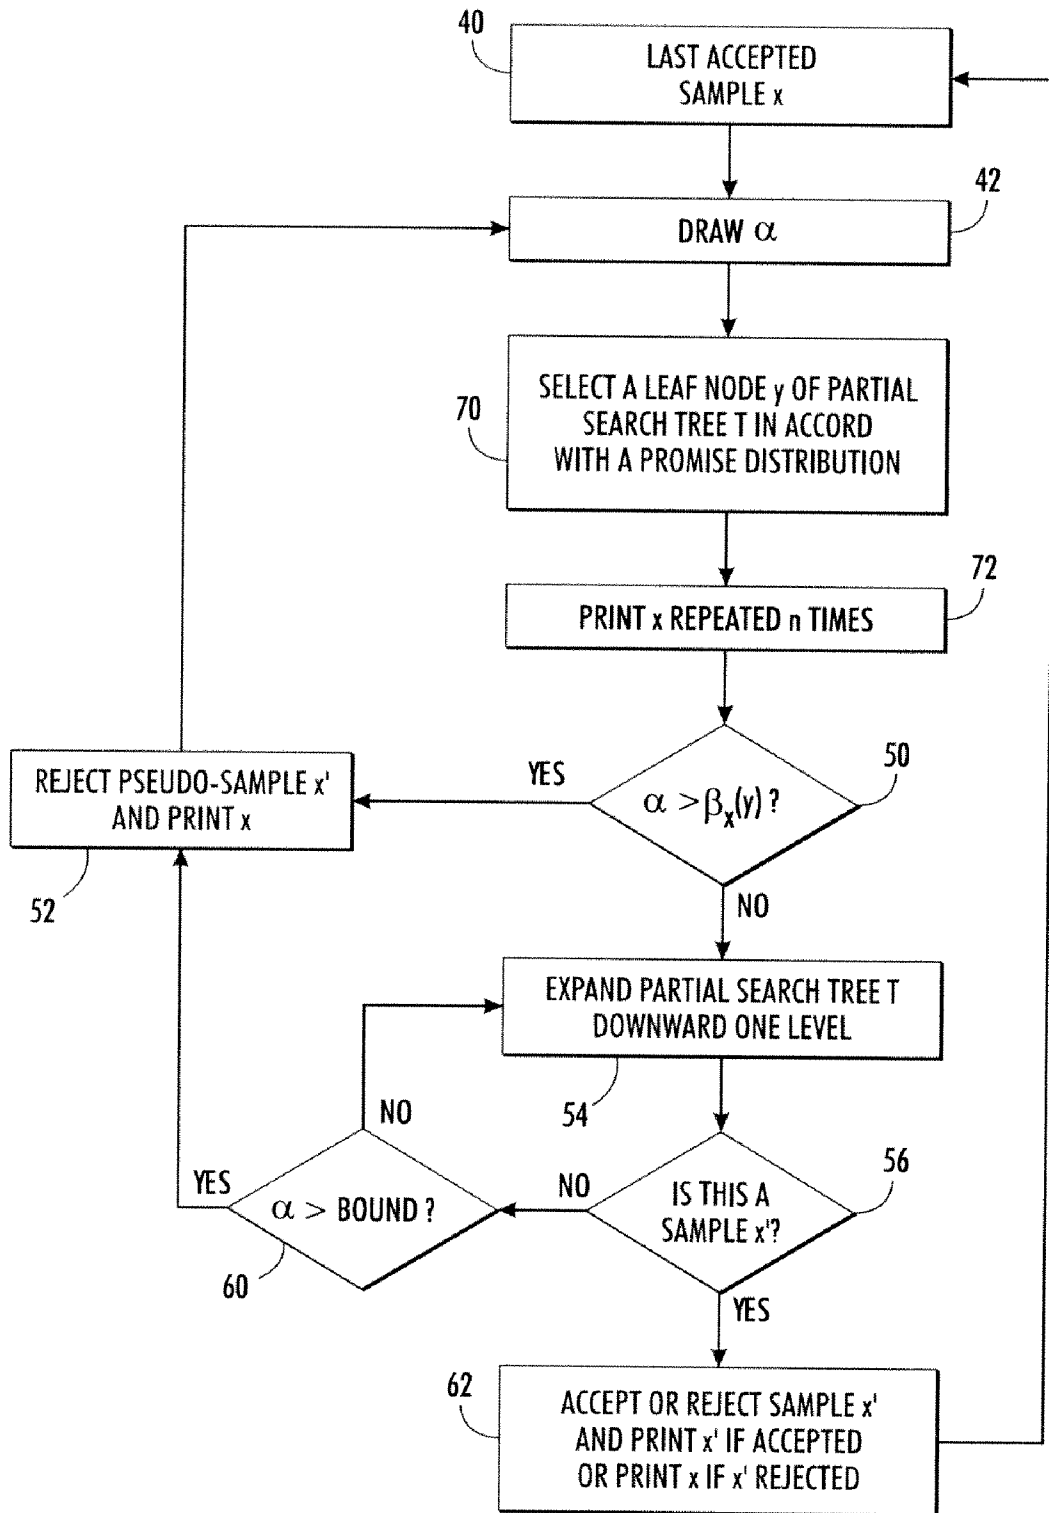 40
LAST ACCEPTED
SAMPLE x
42
DRAW α
70
SELECT A LEAF NODE y OF PARTIAL
SEARCH TREE T IN ACCORD
WITH A PROMISE DISTRIBUTION
72
PRINT x REPEATED n TIMES
50
α > βx(y) ?
YES
NO
REJECT PSEUDO-SAMPLE x'
AND PRINT x
52
EXPAND PARTIAL SEARCH TREE T
DOWNWARD ONE LEVEL
54
56
IS THIS A
SAMPLE x'?
NO
YES
α > BOUND ?
60
NO
YES
62
ACCEPT OR REJECT SAMPLE x'
AND PRINT x' IF ACCEPTED
OR PRINT x IF x' REJECTED